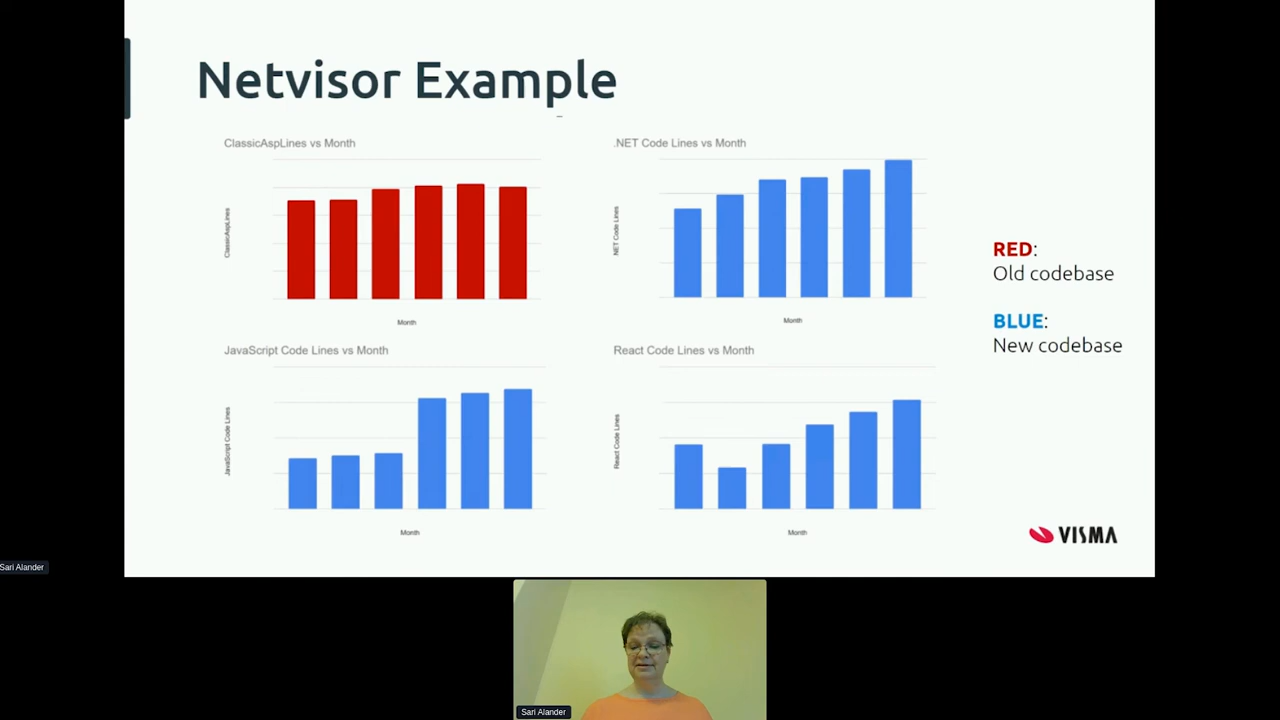 Netvisor Example
ClassicAspLines vs Month
ClassicAspLines
Month
.NET Code Lines vs Month
.NET Code Lines
Month
JavaScript Code Lines vs Month
JavaScript Code Lines
Month
React Code Lines vs Month
React Code Lines
Month
RED:
Old codebase
BLUE:
New codebase
VISMA
Sari Alander
Sari Alander